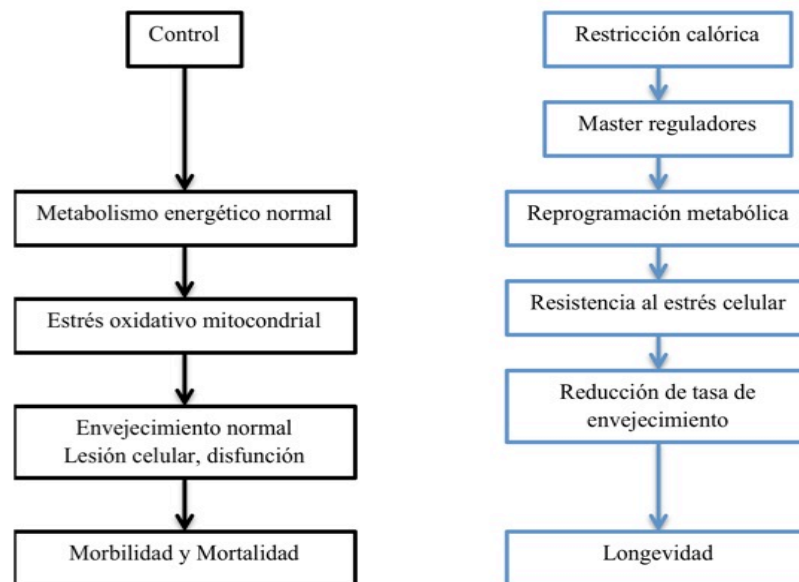 Control
Metabolismo energético normal
Estrés oxidativo mitocondrial
Envejecimiento normal
Lesión celular, disfunción
Morbilidad y Mortalidad
Restricción calórica
Master reguladores
Reprogramación metabólica
Resistencia al estrés celular
Reducción de tasa de
envejecimiento
Longevidad